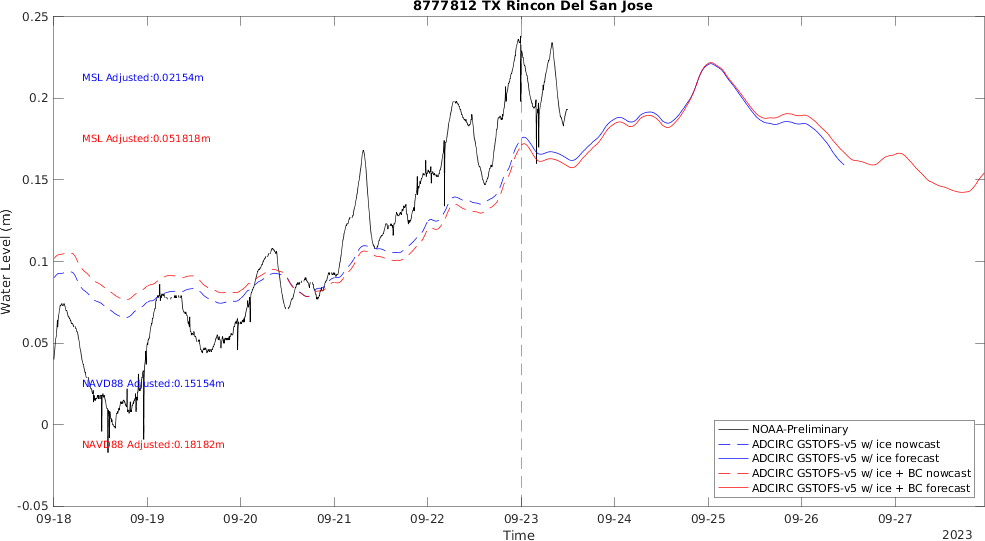 8777812 TX Rincon Del San Jose
0.25
0.2
0.15
0.1
0.05
0
-0.05
Water Level (m)
MSL Adjusted:0.02154m
MSL Adjusted:0.051818m
NAVD88 Adjusted:0.15154m
NAVD88 Adjusted:0.18182m
NOAA-Preliminary
ADCIRC GSTOFS-v5 w/ ice nowcast
ADCIRC GSTOFS-v5 w/ ice forecast
ADCIRC GSTOFS-v5 w/ ice + BC nowcast
ADCIRC GSTOFS-v5 w/ ice + BC forecast
09-18 09-19 09-20 09-21 09-22 09-23 09-24 09-25 09-26 09-27
Time
2023